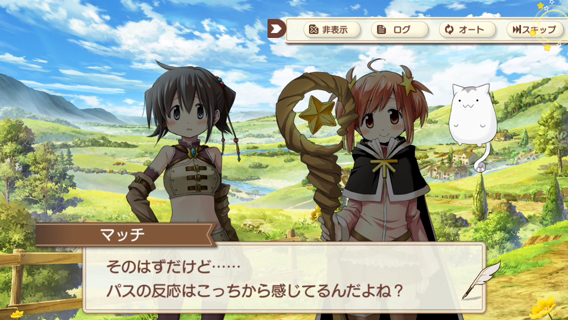 非表示
ログ
オート
スキップ
マッチ
そのはずだけど……
パスの反応はこっちから感じてるんだよね？